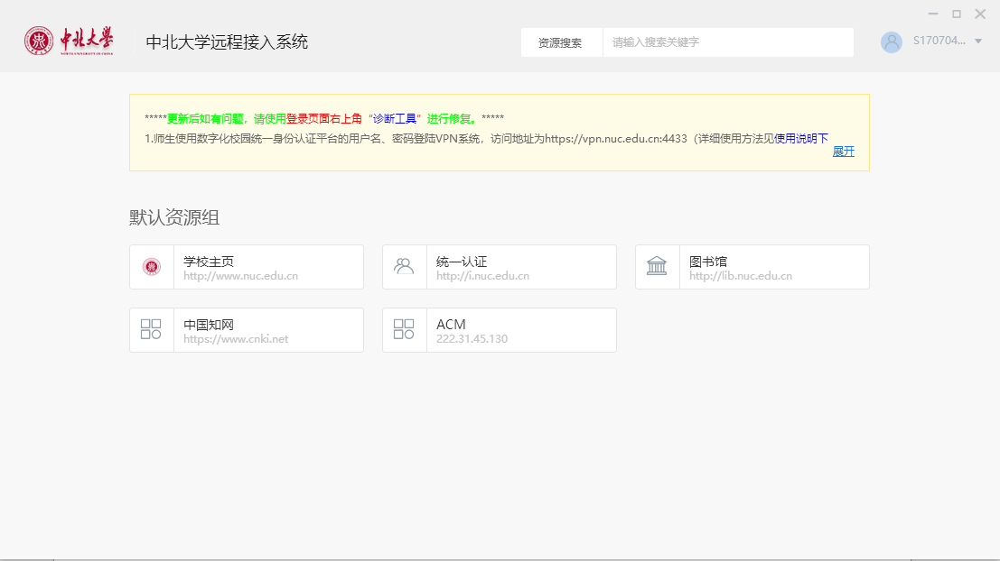 中北大学
NORTH UNIVERSITY OF CHINA
中北大学远程接入系统
资源搜索
请输入搜索关键字
S170704...
*****更新后如有问题，请使用登录页面右上角“诊断工具”进行修复。*****
1.师生使用数字化校园统一身份认证平台的用户名、密码登陆VPN系统，访问地址为https://vpn.nuc.edu.cn:4433（详细使用方法见使用说明下
展开
默认资源组
学校主页
http://www.nuc.edu.cn
统一认证
http://i.nuc.edu.cn
图书馆
http://lib.nuc.edu.cn
中国知网
https://www.cnki.net
ACM
222.31.45.130